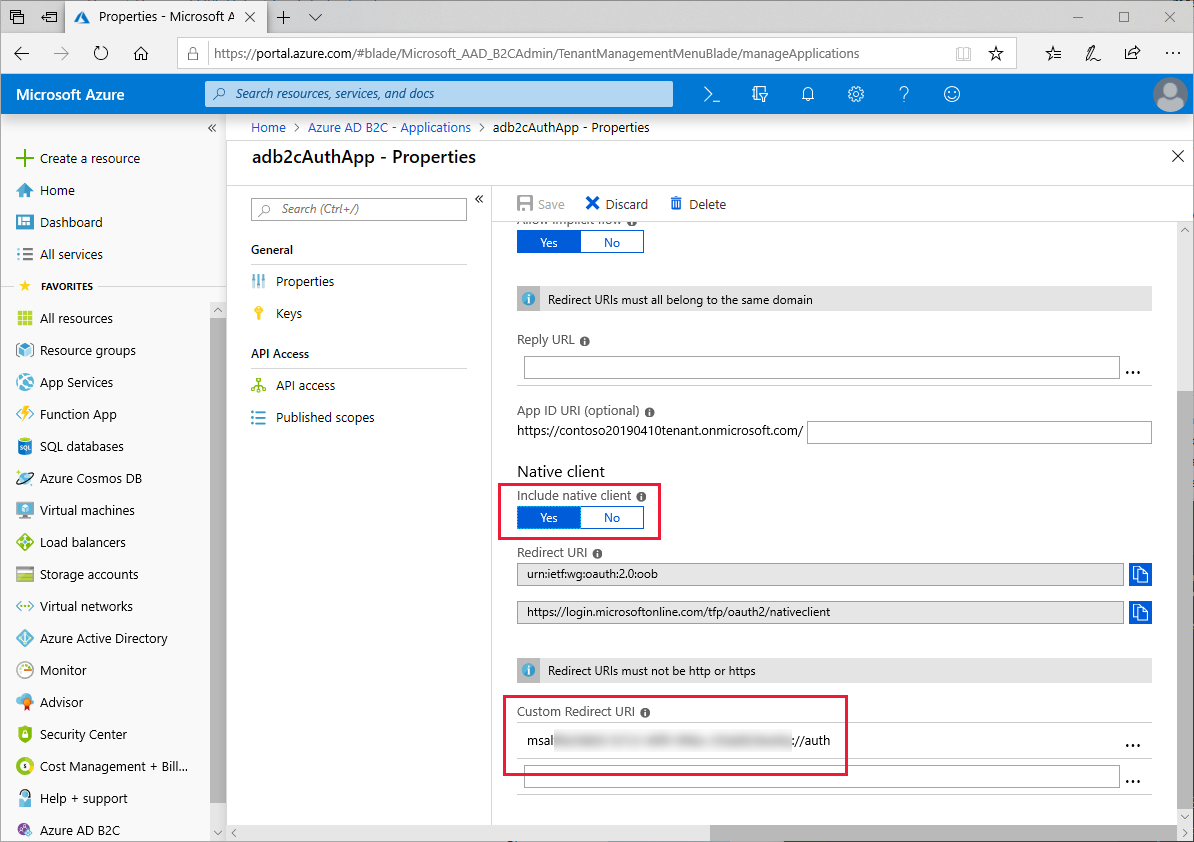 Properties - Microsoft A
https://portal.azure.com/#blade/Microsoft_AAD_B2CAdmin/TenantManagementMenuBlade/manageApplications
Microsoft Azure
Search resources, services, and docs
Create a resource
Home
Dashboard
All services
FAVORITES
All resources
Resource groups
App Services
Function App
SQL databases
Azure Cosmos DB
Virtual machines
Load balancers
Storage accounts
Virtual networks
Azure Active Directory
Monitor
Advisor
Security Center
Cost Management + Bill...
Help + support
Azure AD B2C
Home > Azure AD B2C - Applications > adb2cAuthApp - Properties
adb2cAuthApp - Properties
Search (Ctrl+/)
General
Properties
Keys
API Access
API access
Published scopes
Save Discard Delete
Allow implicit flow
Yes No
Redirect URIs must all belong to the same domain
Reply URL
...
App ID URI (optional)
https://contoso20190410tenant.onmicrosoft.com/
Native client
Include native client
Yes No
Redirect URI
urn:ietf:wg:oauth:2.0:oob
https://login.microsoftonline.com/tfp/oauth2/nativeclient
Redirect URIs must not be http or https
Custom Redirect URI
msal ://auth
...
...